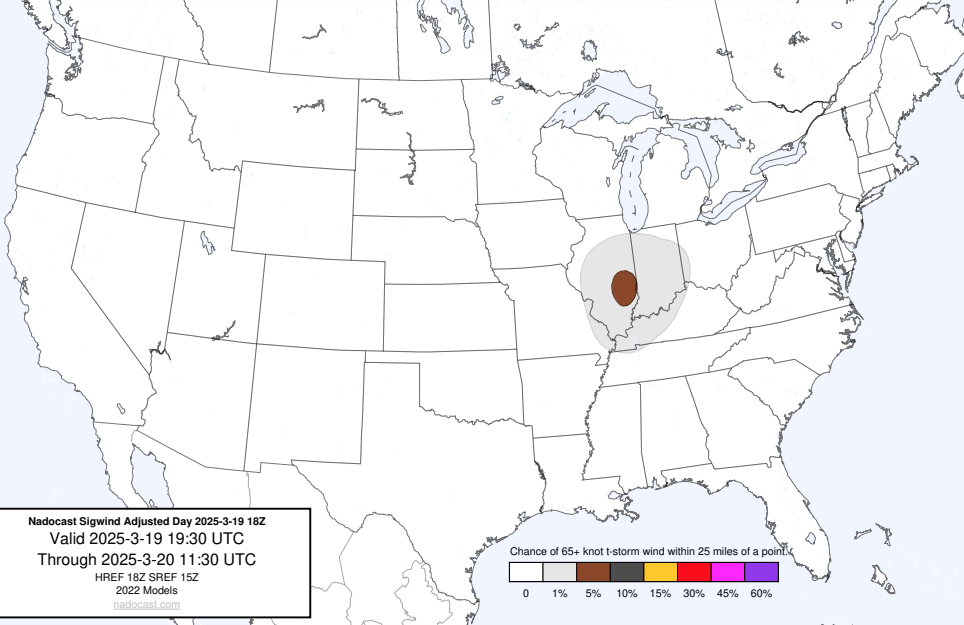 Nadocast Sigwind Adjusted Day 2025-3-19 18Z
Valid 2025-3-19 19:30 UTC
Through 2025-3-20 11:30 UTC
HREF 18Z SREF 15Z
2022 Models
nadocast.com
Chance of 65+ knot t-storm wind within 25 miles of a point.
0 1% 5% 10% 15% 30% 45% 60%